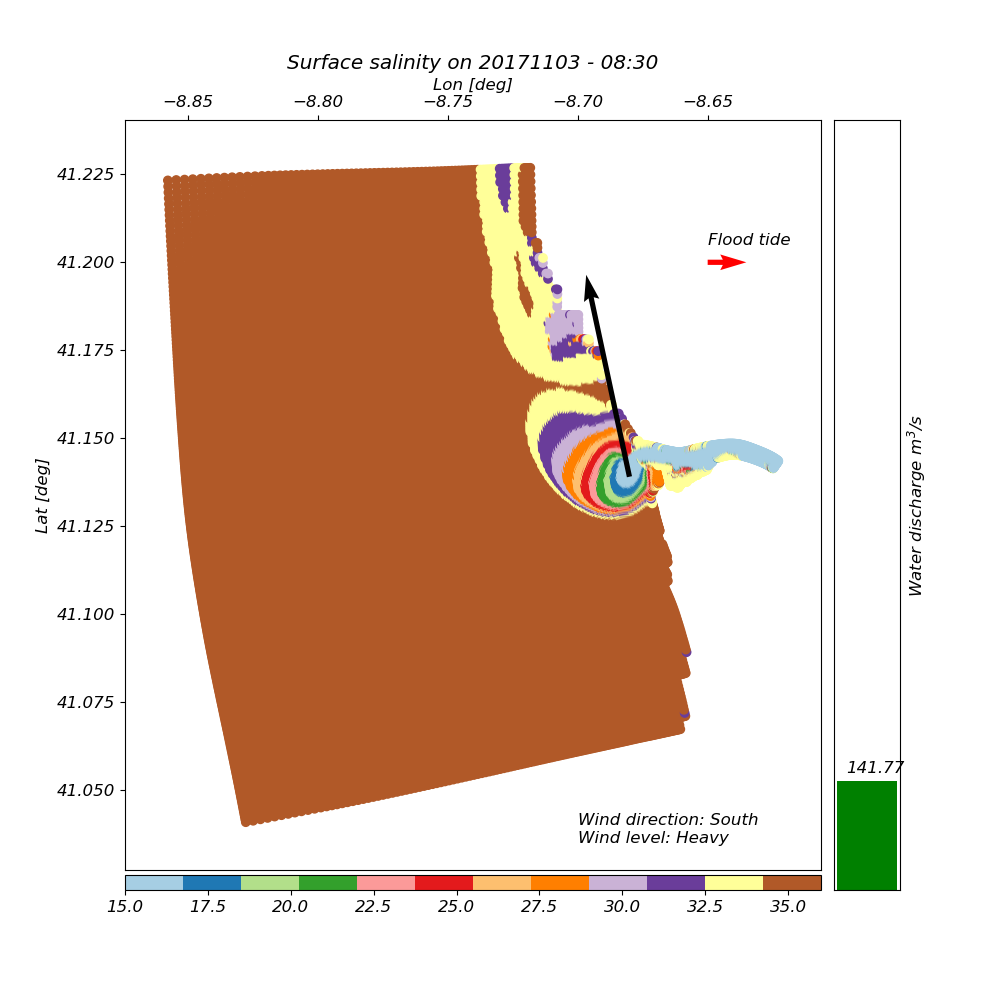 Surface salinity on 20171103 - 08:30
Lon [deg]
−8.85 −8.80 −8.75 −8.70 −8.65
41.225
41.200
41.175
41.150
41.125
41.100
41.075
41.050
Lat [deg]
Flood tide
Wind direction: South
Wind level: Heavy
15.0 17.5 20.0 22.5 25.0 27.5 30.0 32.5 35.0
141.77
Water discharge m³/s